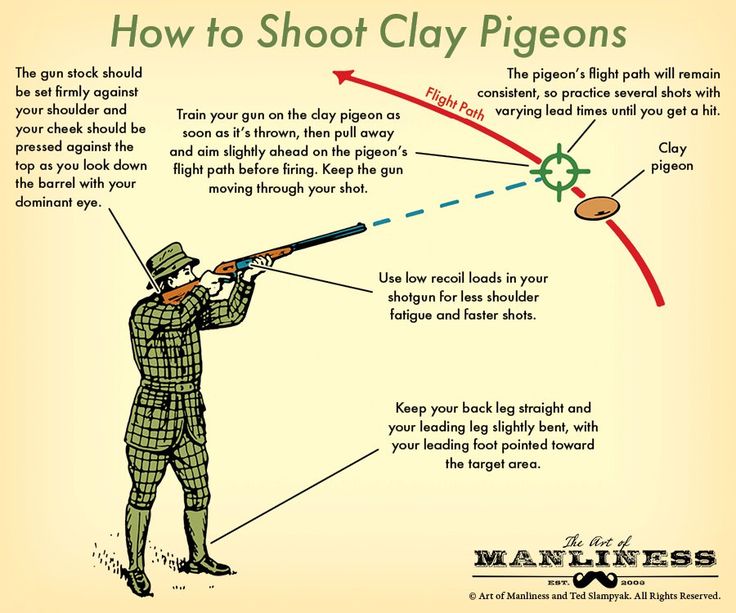 How to Shoot Clay Pigeons
The gun stock should
be set firmly against
your shoulder and
your cheek should be
pressed against the
top as you look down
the barrel with your
dominant eye.
Train your gun on the clay pigeon as
soon as it's thrown, then pull away
and aim slightly ahead on the pigeon's
flight path before firing. Keep the gun
moving through your shot.
Flight Path
The pigeon's flight path will remain
consistent, so practice several shots with
varying lead times until you get a hit.
Clay
pigeon
Use low recoil loads in your
shotgun for less shoulder
fatigue and faster shots.
Keep your back leg straight and
your leading leg slightly bent, with
your leading foot pointed toward
the target area.
The Art of
MANLINESS
EST. 2008
© Art of Manliness and Ted Slampyak. All Rights Reserved.